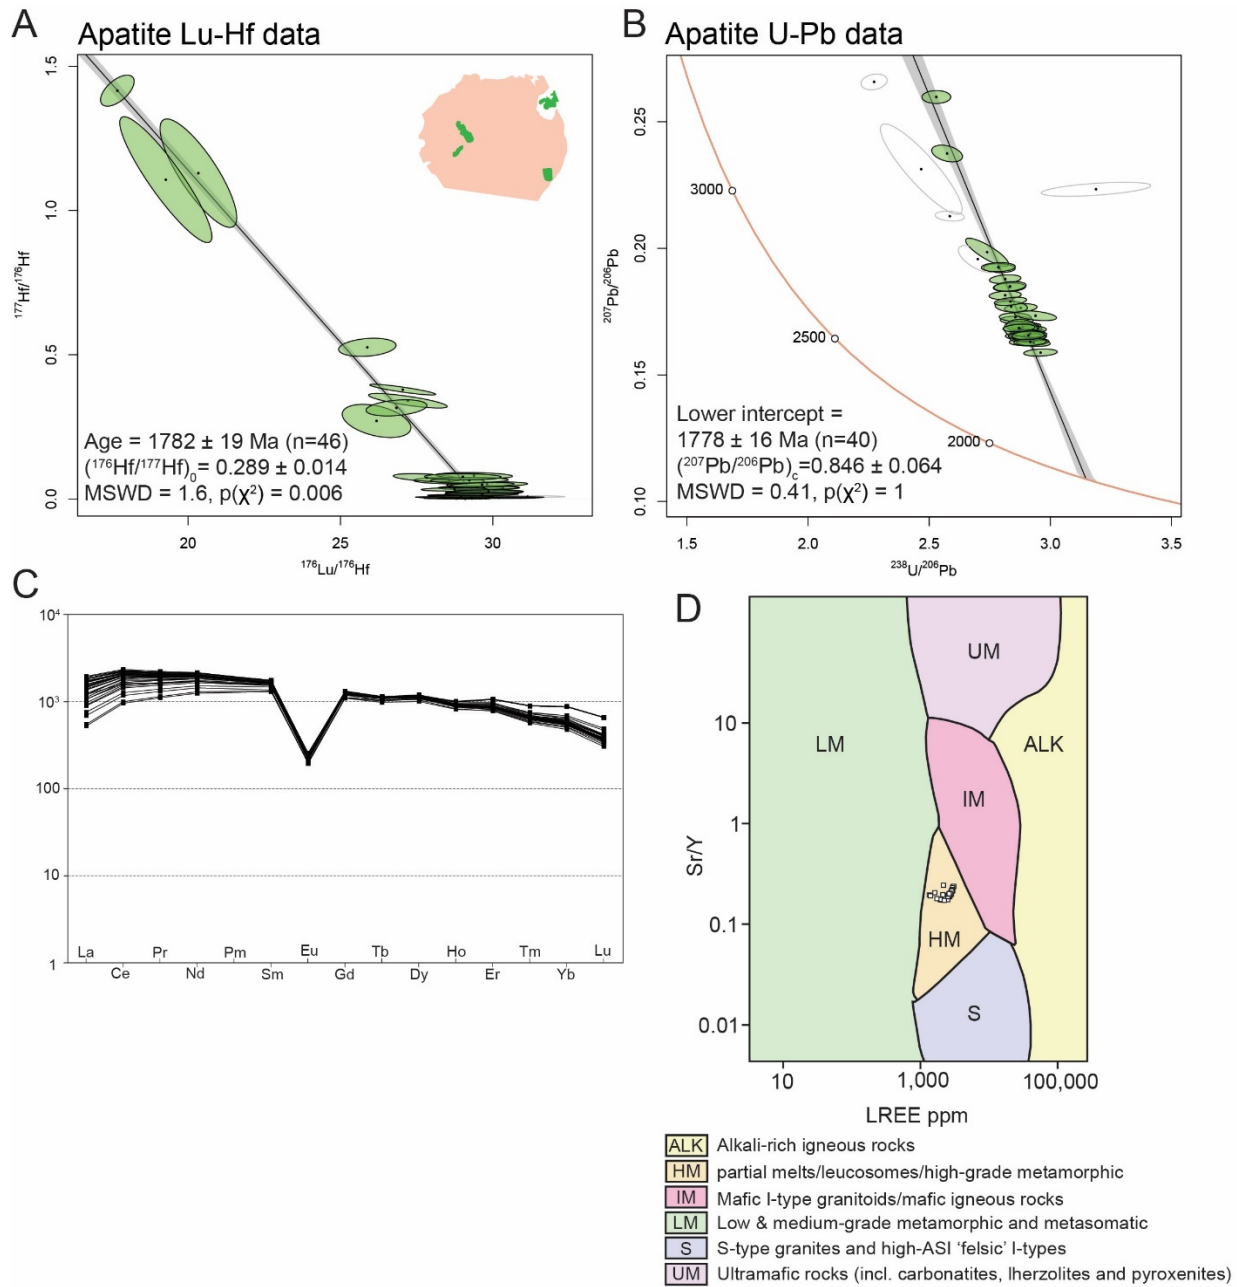 A
Apatite Lu-Hf data
1.5
1.0
0.5
0.0
¹⁷⁷Hf/¹⁷⁶Hf
Age = 1782 ± 19 Ma (n=46)
(¹⁷⁶Hf/¹⁷⁷Hf)₀= 0.289 ± 0.014
MSWD = 1.6, p(χ²) = 0.006
20
25
30
¹⁷⁶Lu/¹⁷⁶Hf
B
Apatite U-Pb data
0.25
0.20
0.15
0.10
²⁰⁷Pb/²⁰⁶Pb
3000
2500
2000
Lower intercept =
1778 ± 16 Ma (n=40)
(²⁰⁷Pb/²⁰⁶Pb)c=0.846 ± 0.064
MSWD = 0.41, p(χ²) = 1
1.5
2.0
2.5
3.0
3.5
²³⁸U/²⁰⁶Pb
C
10⁴
10³
100
10
1
La
Ce
Pr
Nd
Pm
Sm
Eu
Gd
Tb
Dy
Ho
Er
Tm
Yb
Lu
D
UM
LM
ALK
IM
HM
S
10
1
0.1
0.01
Sr/Y
10
1,000
100,000
LREE ppm
ALK Alkali-rich igneous rocks
HM partial melts/leucosomes/high-grade metamorphic
IM Mafic I-type granitoids/mafic igneous rocks
LM Low & medium-grade metamorphic and metasomatic
S S-type granites and high-ASI ‘felsic’ I-types
UM Ultramafic rocks (incl. carbonatites, lherzolites and pyroxenites)